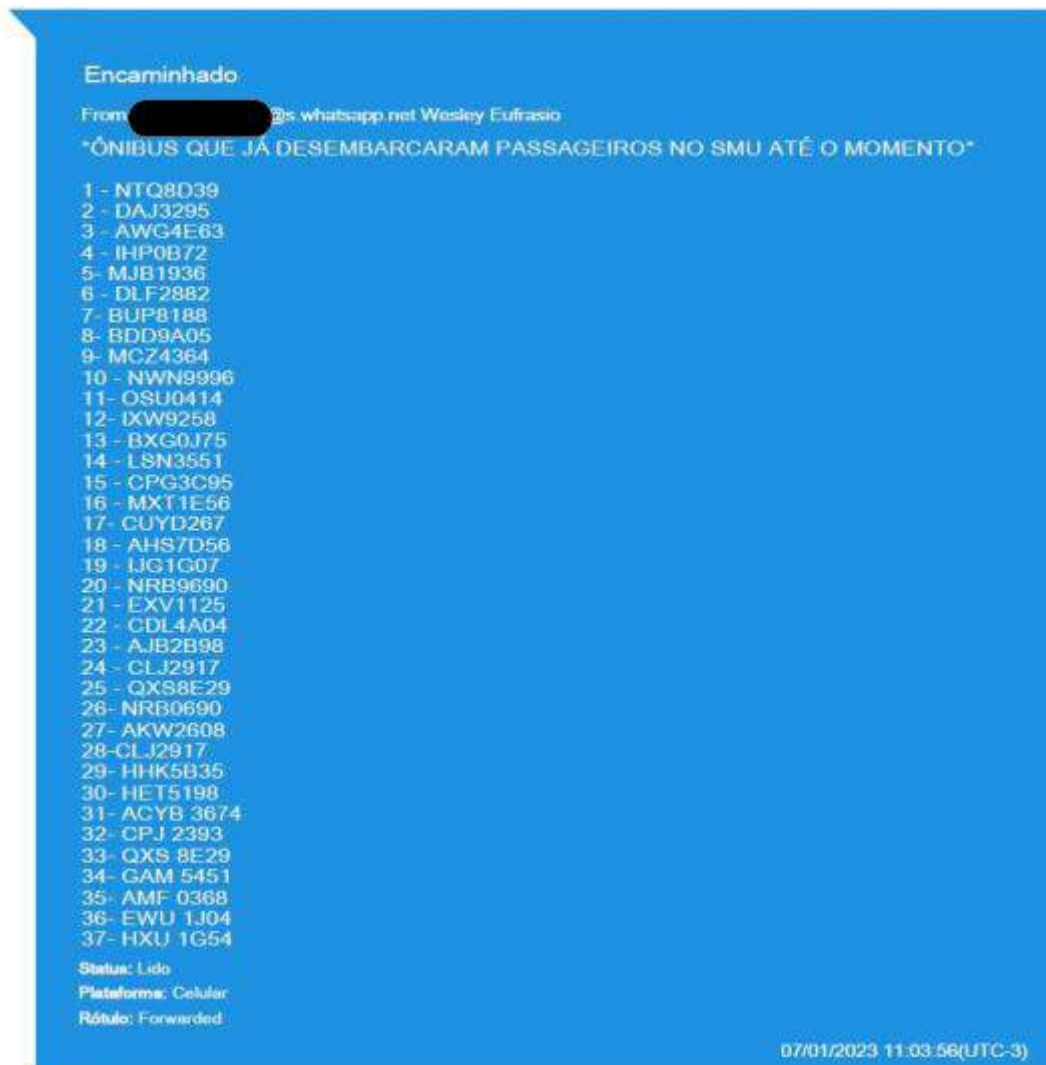 Encaminhado
From @s.whatsapp.net Wesley Eufrasio
*ÔNIBUS QUE JÁ DESEMBARCARAM PASSAGEIROS NO SMU ATÉ O MOMENTO*
1 - NTQ8D39
2 - DAJ3295
3 - AWG4E63
4 - IHP0B72
5- MJB1936
6 - DLF2882
7- BUP8188
8- BDD9A05
9- MCZ4364
10 - NWN9996
11- OSU0414
12- IXW9258
13 - BXG0J75
14 - LSN3551
15 - CPG3C95
16 - MXT1E56
17- CUYD267
18 - AHS7D56
19 - IJG1G07
20 - NRB9690
21 - EXV1125
22 - CDL4A04
23 - AJB2B98
24 - CLJ2917
25 - QXS8E29
26- NRB0690
27- AKW2608
28-CLJ2917
29- HHK5B35
30- HET5198
31- ACYB 3674
32- CPJ 2393
33- QXS 8E29
34- GAM 5451
35- AMF 0368
36- EWU 1J04
37- HXU 1G54
Status: Lido
Plataforma: Celular
Rótulo: Forwarded
07/01/2023 11:03:56(UTC-3)